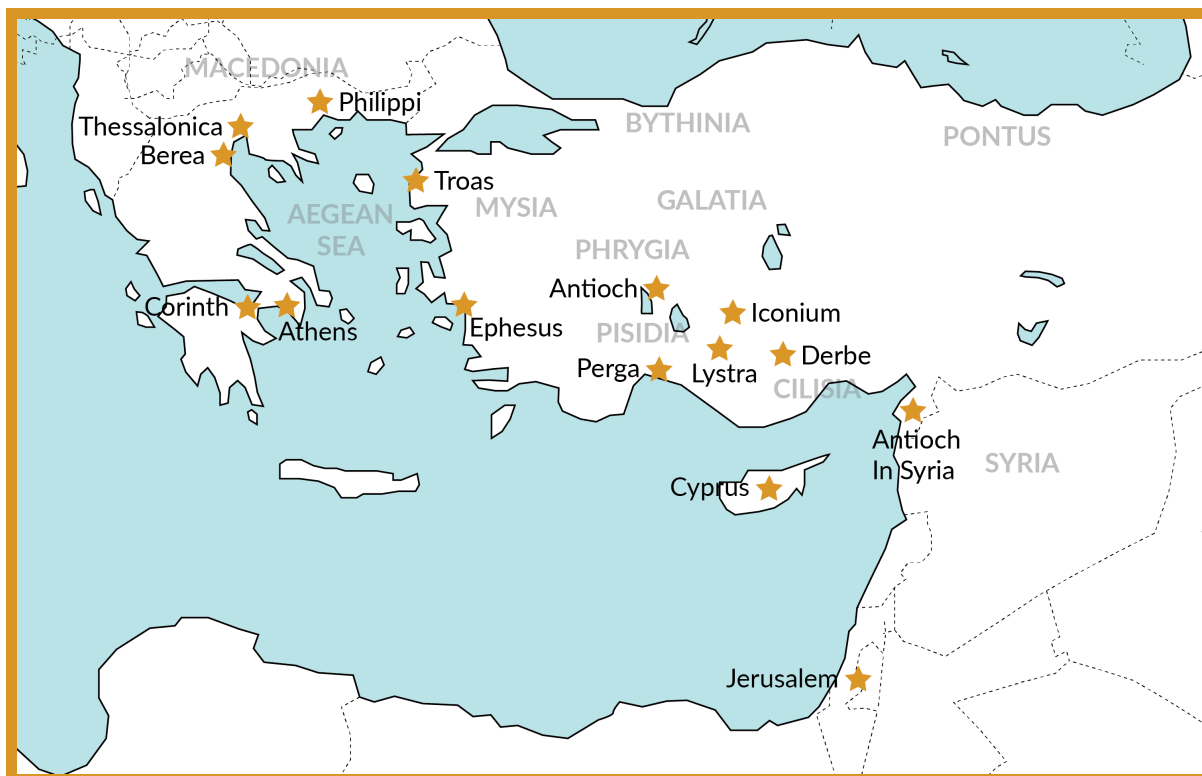 MACEDONIA
Philippi
Thessalonica
Berea
BYTHINIA
PONTUS
Troas
MYSIA
GALATIA
AEGEAN
SEA
PHRYGIA
Antioch
Corinth
Athens
Ephesus
Iconium
PISIDIA
Perga
Lystra
Derbe
CILISIA
Antioch
In Syria
SYRIA
Cyprus
Jerusalem